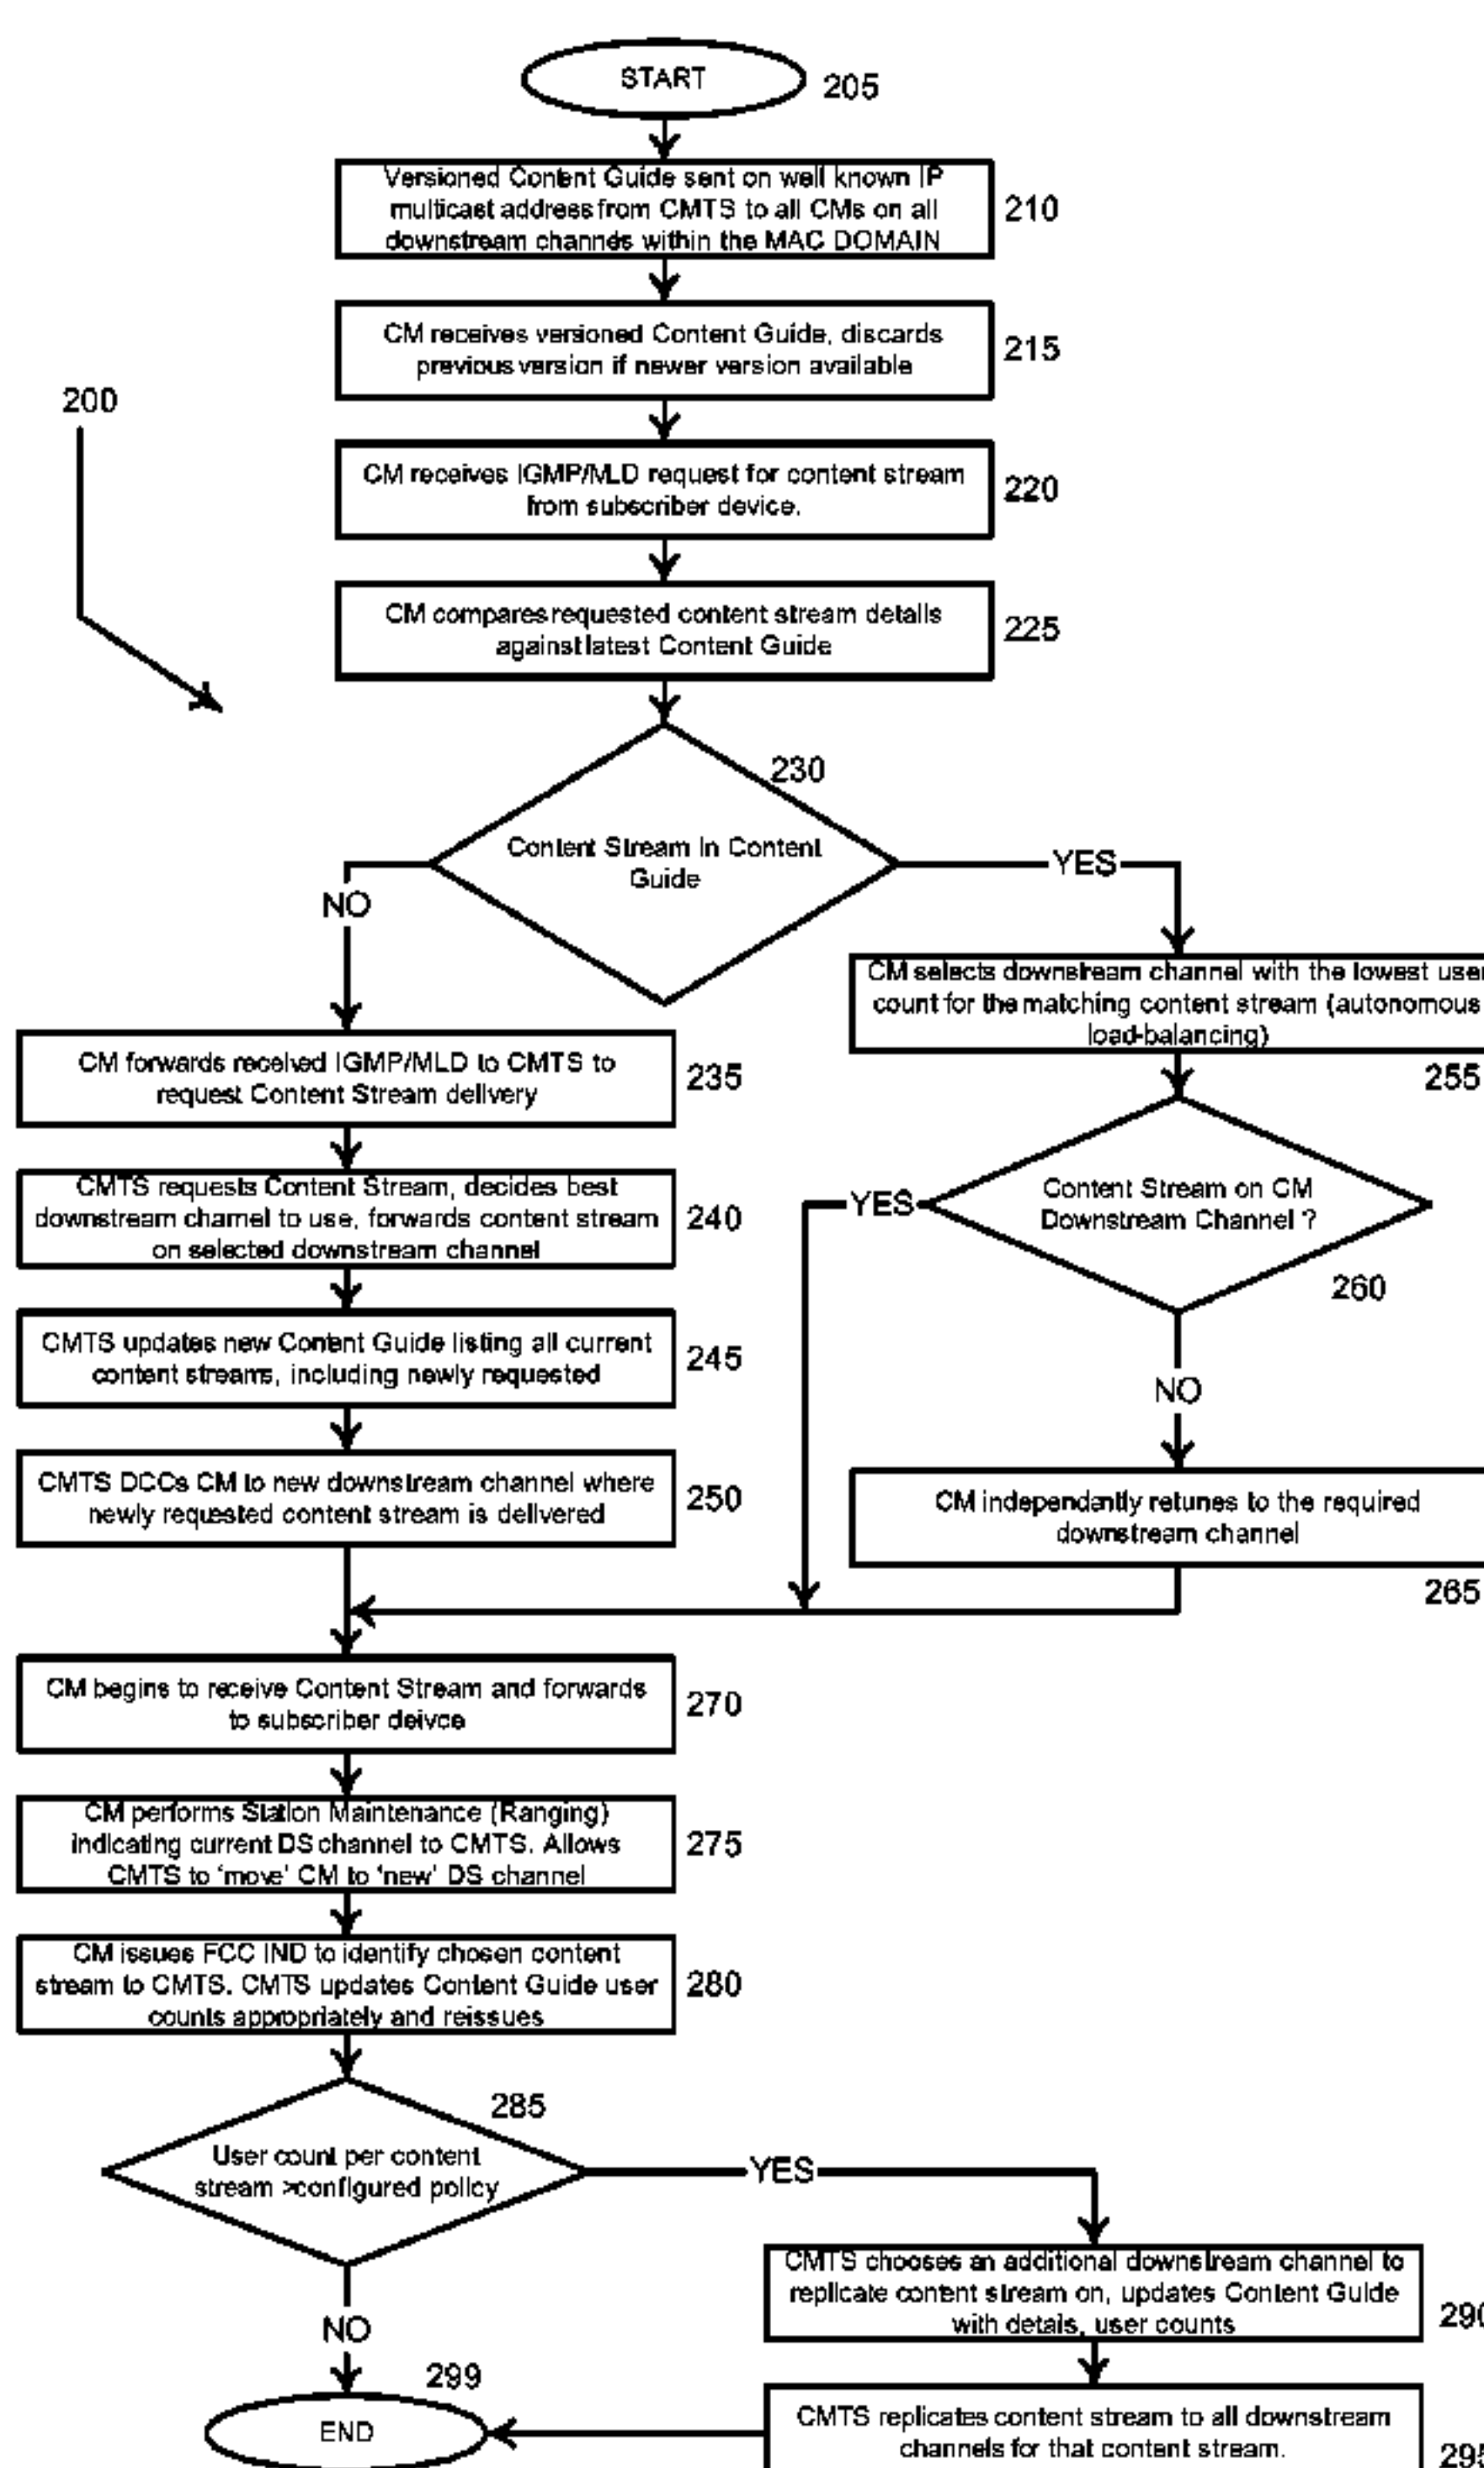 START
205
Versioned Content Guide sent on well known IP
multicast address from CMTS to all CMs on all
downstream channels within the MAC DOMAIN
210
CM receives versioned Content Guide, discards
previous version if newer version available
215
200
CM receives IGMP/MLD request for content stream
from subscriber device.
220
CM compares requested content stream details
against latest Content Guide
225
230
Content Stream in Content
Guide
YES
NO
CM selects downstream channel with the lowest user
count for the matching content stream (autonomous
load-balancing)
255
CM forwards received IGMP/MLD to CMTS to
request Content Stream delivery
235
CMTS requests Content Stream, decides best
downstream channel to use, forwards content stream
on selected downstream channel
240
Content Stream on CM
Downstream Channel ?
YES
260
NO
CMTS updates new Content Guide listing all current
content streams, including newly requested
245
CMTS DCCs CM to new downstream channel where
newly requested content stream is delivered
250
CM independantly retunes to the required
downstream channel
265
CM begins to receive Content Stream and forwards
to subscriber deivce
270
CM performs Station Maintenance (Ranging)
indicating current DS channel to CMTS. Allows
CMTS to 'move' CM to 'new' DS channel
275
CM issues FCC IND to identify chosen content
stream to CMTS. CMTS updates Content Guide user
counts appropriately and reissues
280
285
User count per content
stream >configured policy
YES
NO
CMTS chooses an additional downstream channel to
replicate content stream on, updates Content Guide
with details, user counts
290
299
END
CMTS replicates content stream to all downstream
channels for that content stream.
295